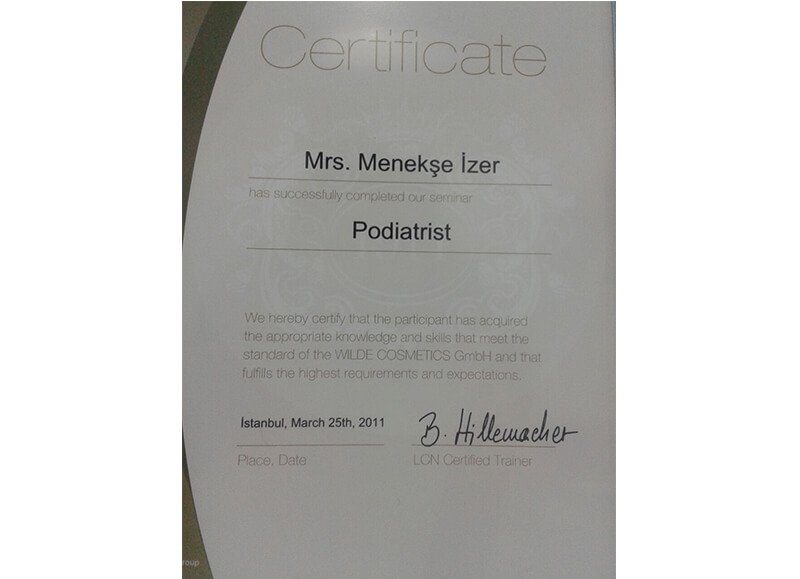 Certificate
Mrs. Menekşe İzer
has successfully completed our seminar
Podiatrist
We hereby certify that the participant has acquired
the appropriate knowledge and skills that meet the
standard of the WILDE COSMETICS GmbH and that
fulfills the highest requirements and expectations.
İstanbul, March 25th, 2011
B. Hillemacher
Place, Date
LCN Certified Trainer
roup